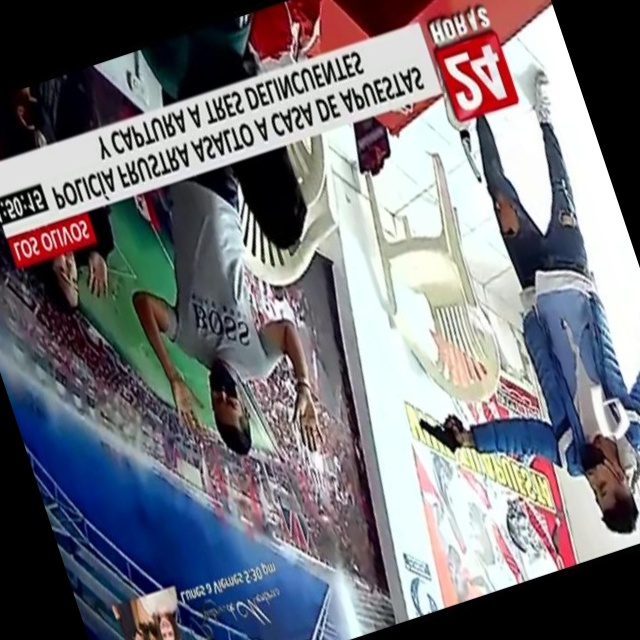 LOS OLIVOS
:50:15 POLICÍA FRUSTRA ASALTO A CASA DE APUESTAS
Y CAPTURA A TRES DELINCUENTES
24
HORAS
BOSS
Lunes a Viernes 5:30 pm